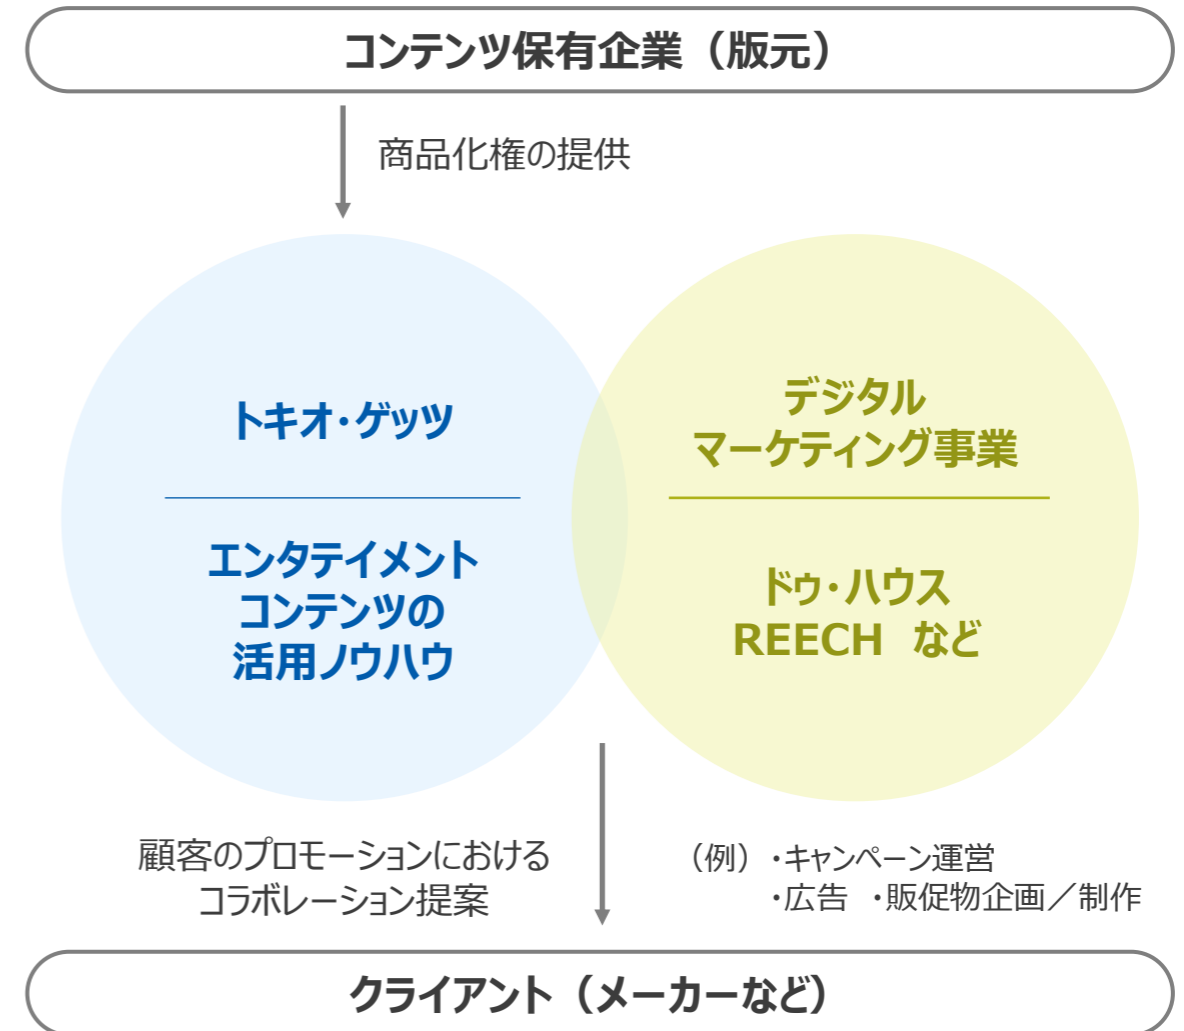 コンテンツ保有企業（版元）
商品化権の提供
トキオ・ゲッツ
エンタテイメント
コンテンツの
活用ノウハウ
デジタル
マーケティング事業
ドゥ・ハウス
REECH など
顧客のプロモーションにおける
コラボレーション提案
（例）・キャンペーン運営
・広告 ・販促物企画／制作
クライアント（メーカーなど）